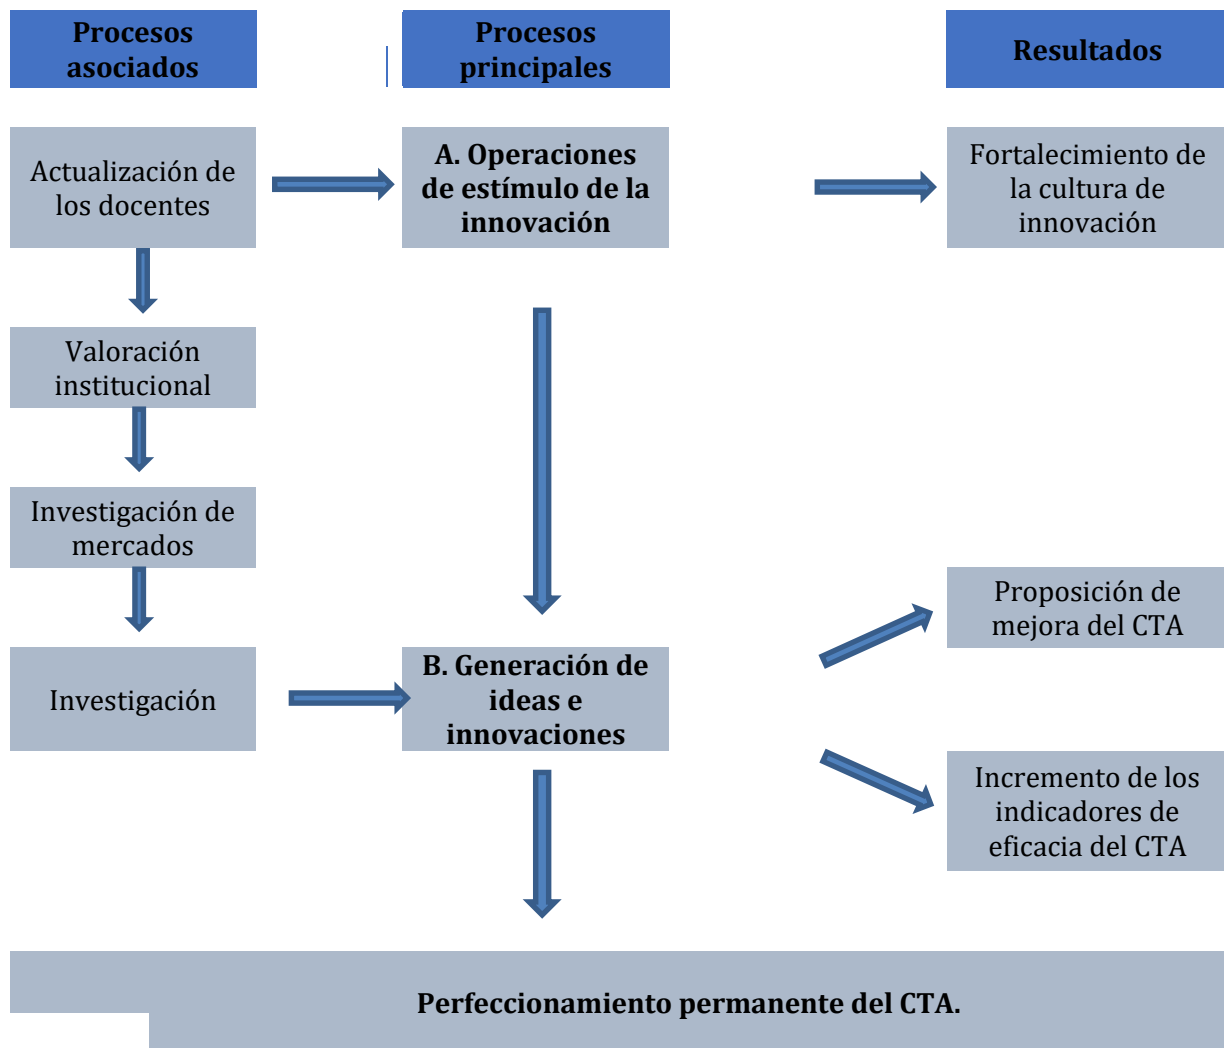 Procesos
asociados
Procesos
principales
Resultados
Actualización de
los docentes
A. Operaciones
de estímulo de la
innovación
Fortalecimiento de
la cultura de
innovación
Valoración
institucional
Investigación de
mercados
Proposición de
mejora del CTA
Investigación
B. Generación de
ideas e
innovaciones
Incremento de los
indicadores de
eficacia del CTA
Perfeccionamiento permanente del CTA.